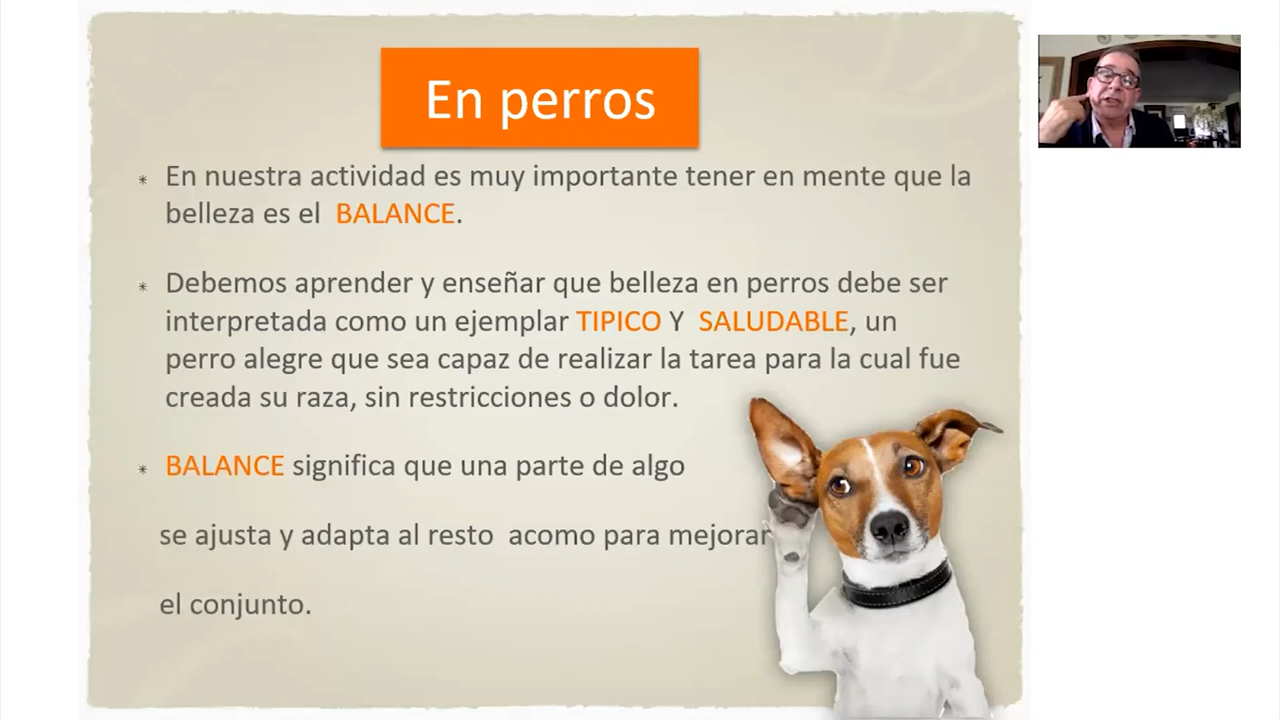 En perros
* En nuestra actividad es muy importante tener en mente que la
belleza es el BALANCE.
* Debemos aprender y enseñar que belleza en perros debe ser
interpretada como un ejemplar TIPICO Y SALUDABLE, un
perro alegre que sea capaz de realizar la tarea para la cual fue
creada su raza, sin restricciones o dolor.
* BALANCE significa que una parte de algo
se ajusta y adapta al resto acomo para mejorar
el conjunto.